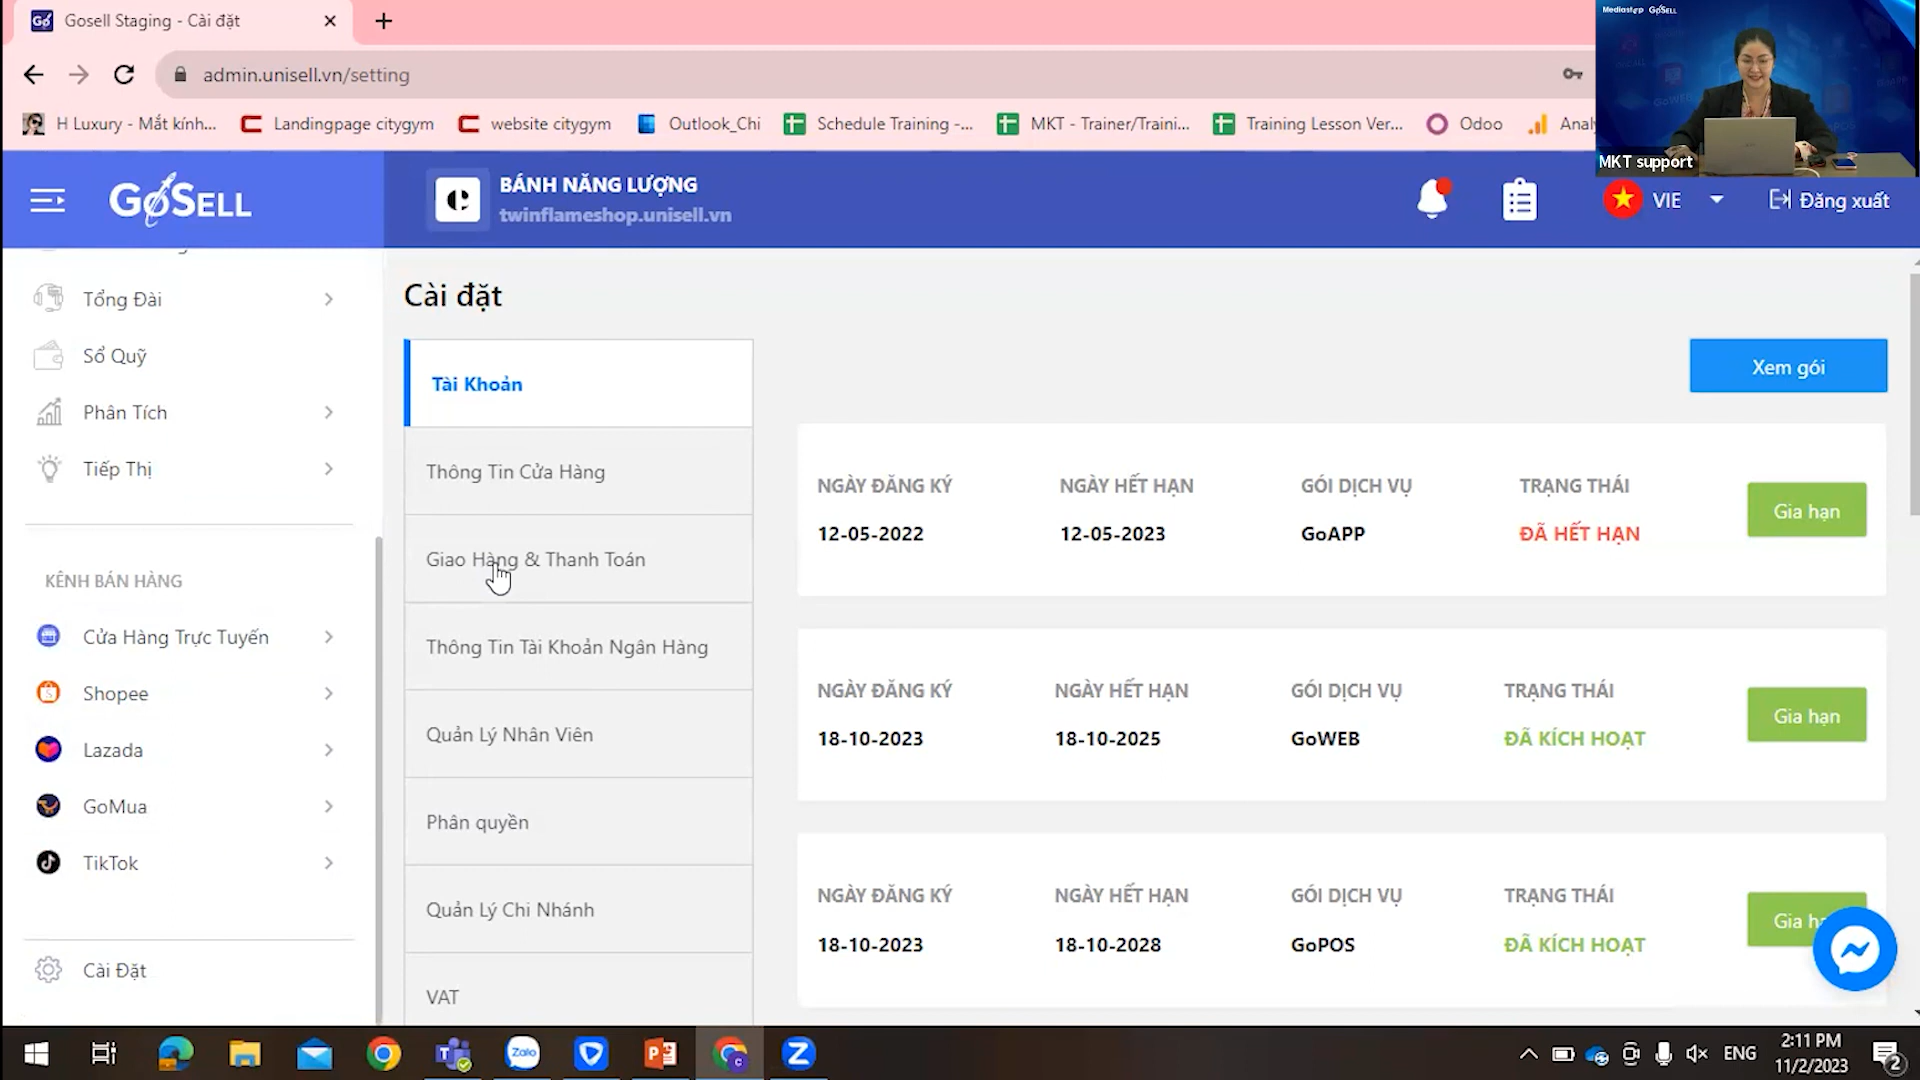 Gosell Staging - Cài đặt
admin.unisell.vn/setting
H Luxury - Mắt kính...
Landingpage citygym
website citygym
Outlook_Chi
Schedule Training -...
MKT - Trainer/Traini...
Training Lesson Ver...
Odoo
Anal
Mediastep GoSELL
MKT support
GoSELL
BÁNH NĂNG LƯỢNG
twinflameshop.unisell.vn
VIE
Đăng xuất
Tổng Đài
Sổ Quỹ
Phân Tích
Tiếp Thị
KÊNH BÁN HÀNG
Cửa Hàng Trực Tuyến
Shopee
Lazada
GoMua
TikTok
Cài Đặt
Cài đặt
Tài Khoản
Thông Tin Cửa Hàng
Giao Hàng & Thanh Toán
Thông Tin Tài Khoản Ngân Hàng
Quản Lý Nhân Viên
Phân quyền
Quản Lý Chi Nhánh
VAT
Xem gói
NGÀY ĐĂNG KÝ NGÀY HẾT HẠN GÓI DỊCH VỤ TRẠNG THÁI
12-05-2022 12-05-2023 GoAPP ĐÃ HẾT HẠN
Gia hạn
NGÀY ĐĂNG KÝ NGÀY HẾT HẠN GÓI DỊCH VỤ TRẠNG THÁI
18-10-2023 18-10-2025 GoWEB ĐÃ KÍCH HOẠT
Gia hạn
NGÀY ĐĂNG KÝ NGÀY HẾT HẠN GÓI DỊCH VỤ TRẠNG THÁI
18-10-2023 18-10-2028 GoPOS ĐÃ KÍCH HOẠT
Gia
Zalo
ENG
2:11 PM
11/2/2023
2